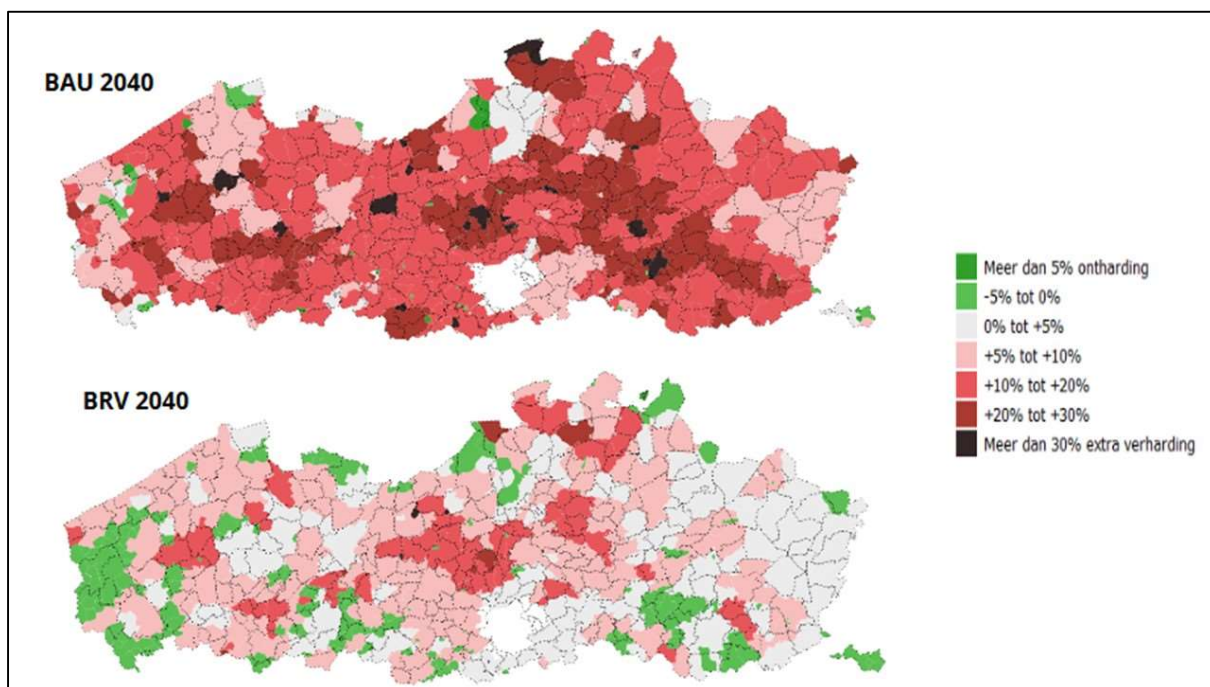 BAU 2040
BRV 2040
Meer dan 5% ontharding
-5% tot 0%
0% tot +5%
+5% tot +10%
+10% tot +20%
+20% tot +30%
Meer dan 30% extra verharding